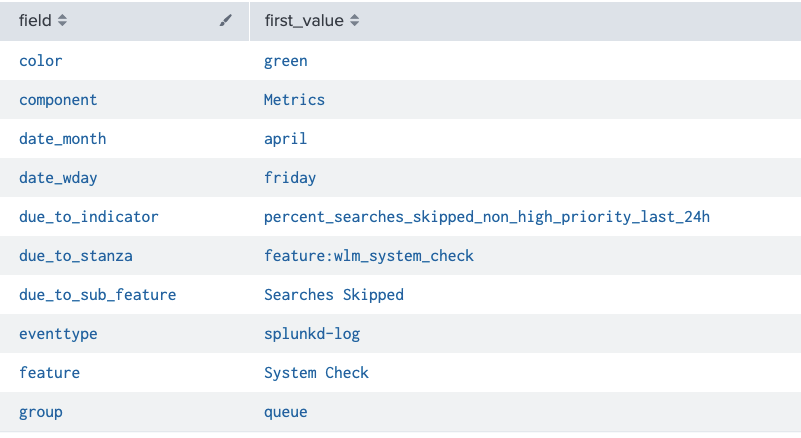 field first_value
color green
component Metrics
date_month april
date_wday friday
due_to_indicator percent_searches_skipped_non_high_priority_last_24h
due_to_stanza feature:wlm_system_check
due_to_sub_feature Searches Skipped
eventtype splunkd-log
feature System Check
group queue